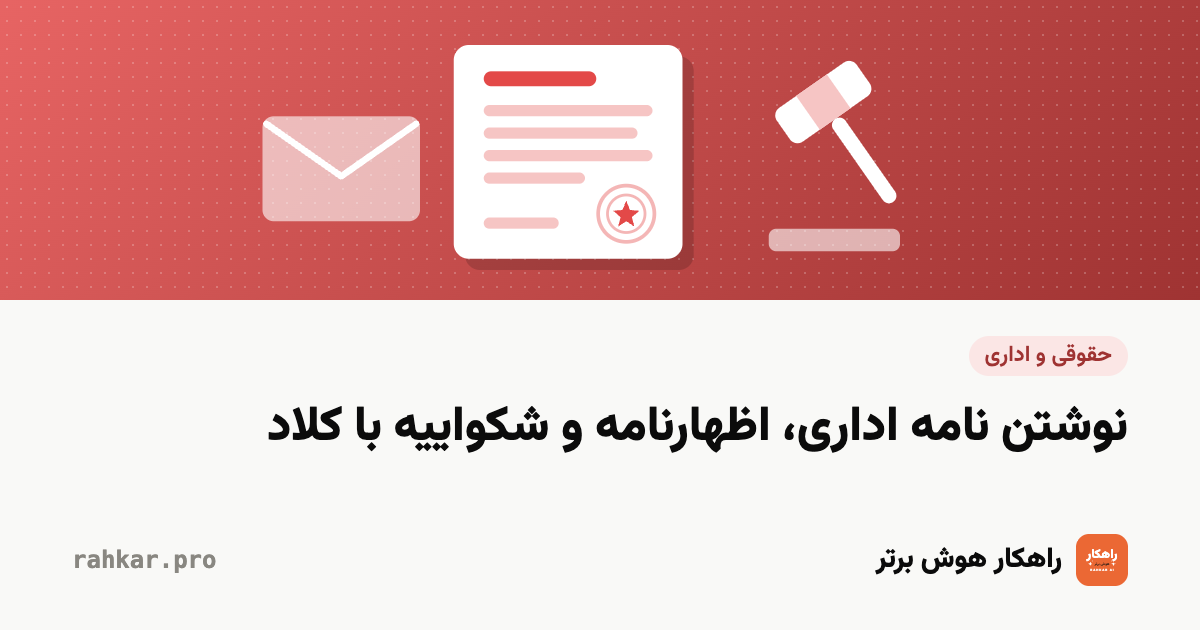 حقوقی و اداری
نوشتن نامه اداری، اظهارنامه و شکواییه با کلاد
راهکار
راهکار هوش برتر
rahkar.pro